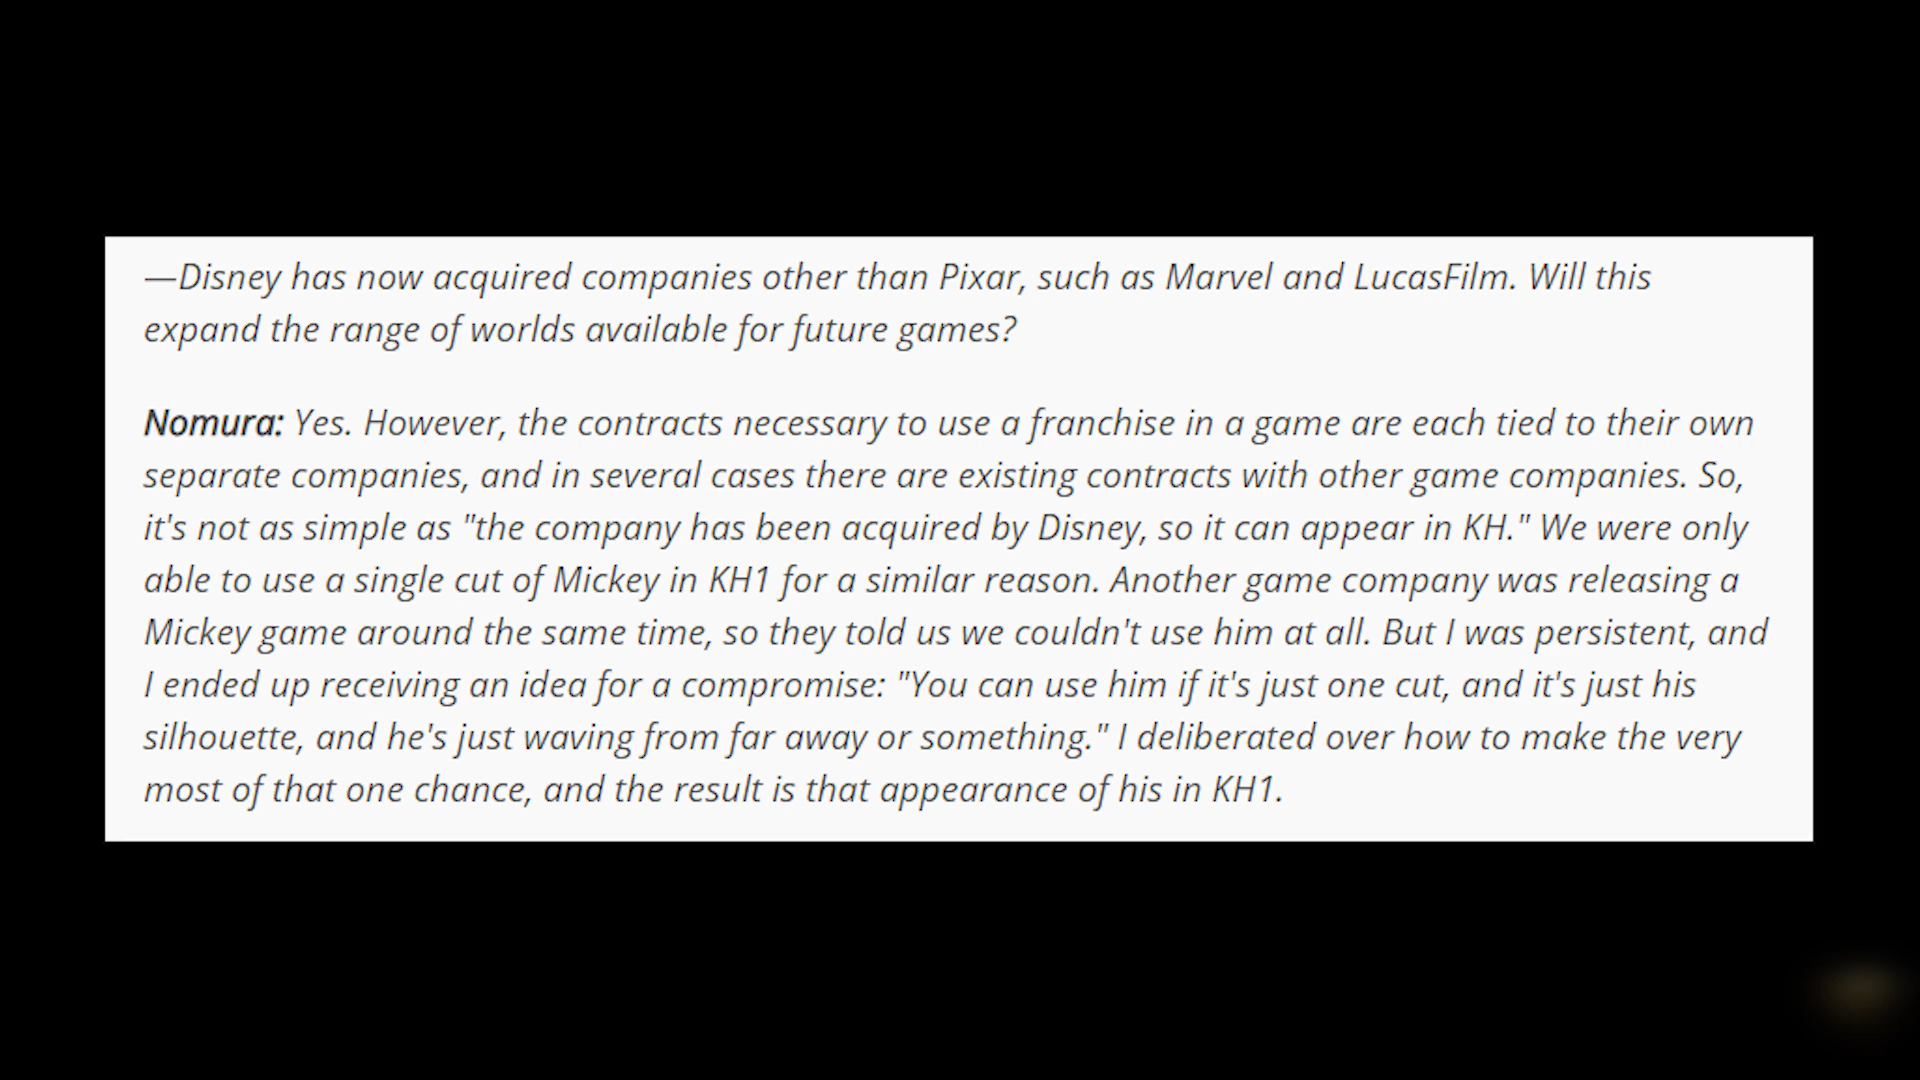 —Disney has now acquired companies other than Pixar, such as Marvel and LucasFilm. Will this
expand the range of worlds available for future games?
Nomura: Yes. However, the contracts necessary to use a franchise in a game are each tied to their own
separate companies, and in several cases there are existing contracts with other game companies. So,
it's not as simple as "the company has been acquired by Disney, so it can appear in KH." We were only
able to use a single cut of Mickey in KH1 for a similar reason. Another game company was releasing a
Mickey game around the same time, so they told us we couldn't use him at all. But I was persistent, and
I ended up receiving an idea for a compromise: "You can use him if it's just one cut, and it's just his
silhouette, and he's just waving from far away or something." I deliberated over how to make the very
most of that one chance, and the result is that appearance of his in KH1.